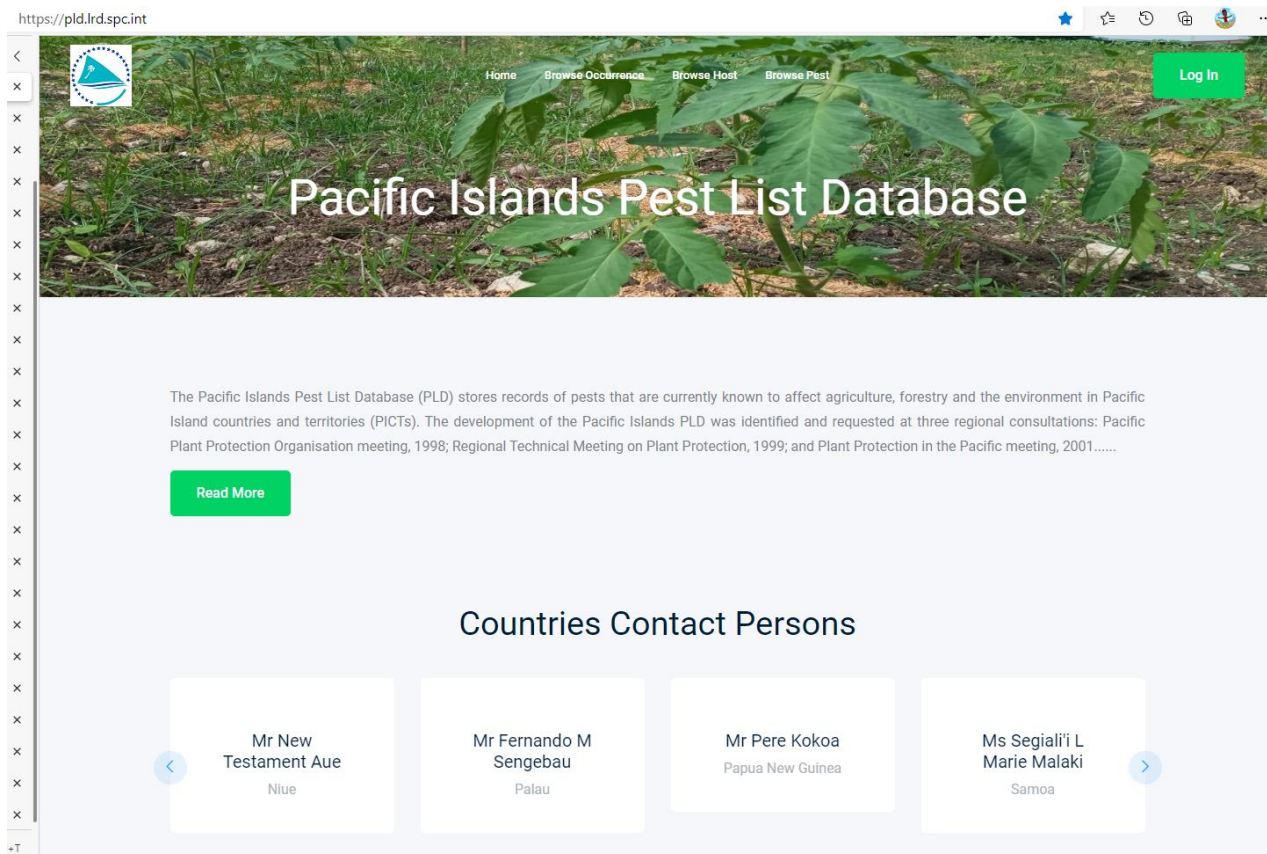 https://pld.lrd.spc.int
Home Browse Occurrence Browse Host Browse Pest
Log In
Pacific Islands Pest List Database
The Pacific Islands Pest List Database (PLD) stores records of pests that are currently known to affect agriculture, forestry and the environment in Pacific
Island countries and territories (PICTs). The development of the Pacific Islands PLD was identified and requested at three regional consultations: Pacific
Plant Protection Organisation meeting, 1998; Regional Technical Meeting on Plant Protection, 1999; and Plant Protection in the Pacific meeting, 2001......
Read More
Countries Contact Persons
Mr New
Testament Aue
Niue
Mr Fernando M
Sengebau
Palau
Mr Pere Kokoa
Papua New Guinea
Ms Segiali'i L
Marie Malaki
Samoa
+T